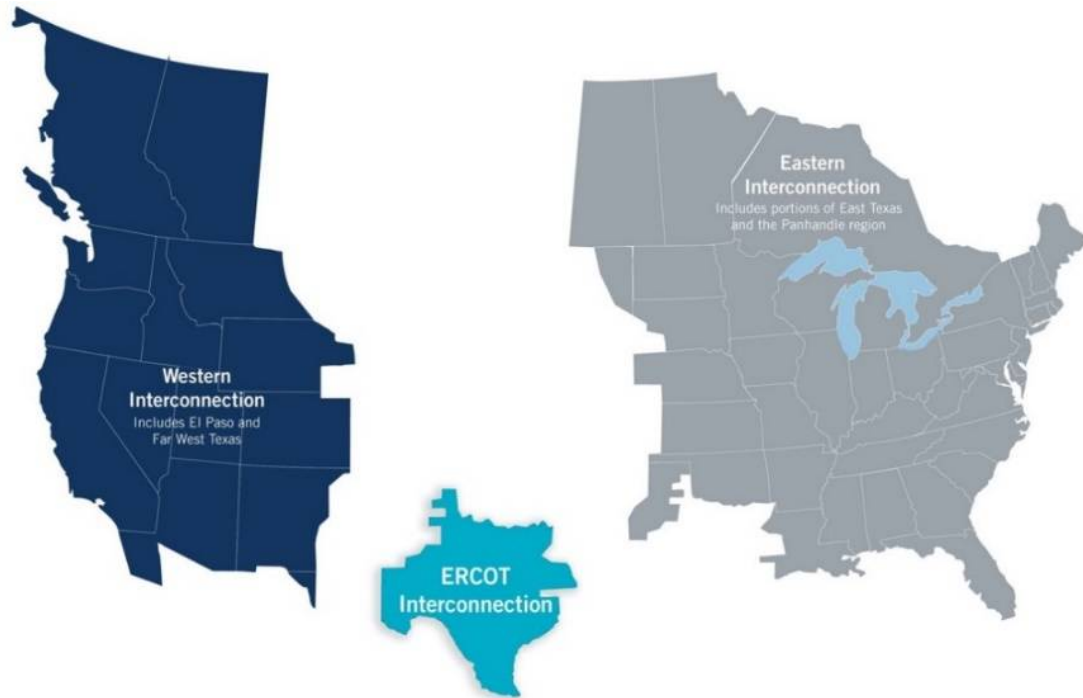 Eastern
Interconnection
Includes portions of East Texas
and the Panhandle region
Western
Interconnection
Includes El Paso and
Far West Texas
ERCOT
Interconnection